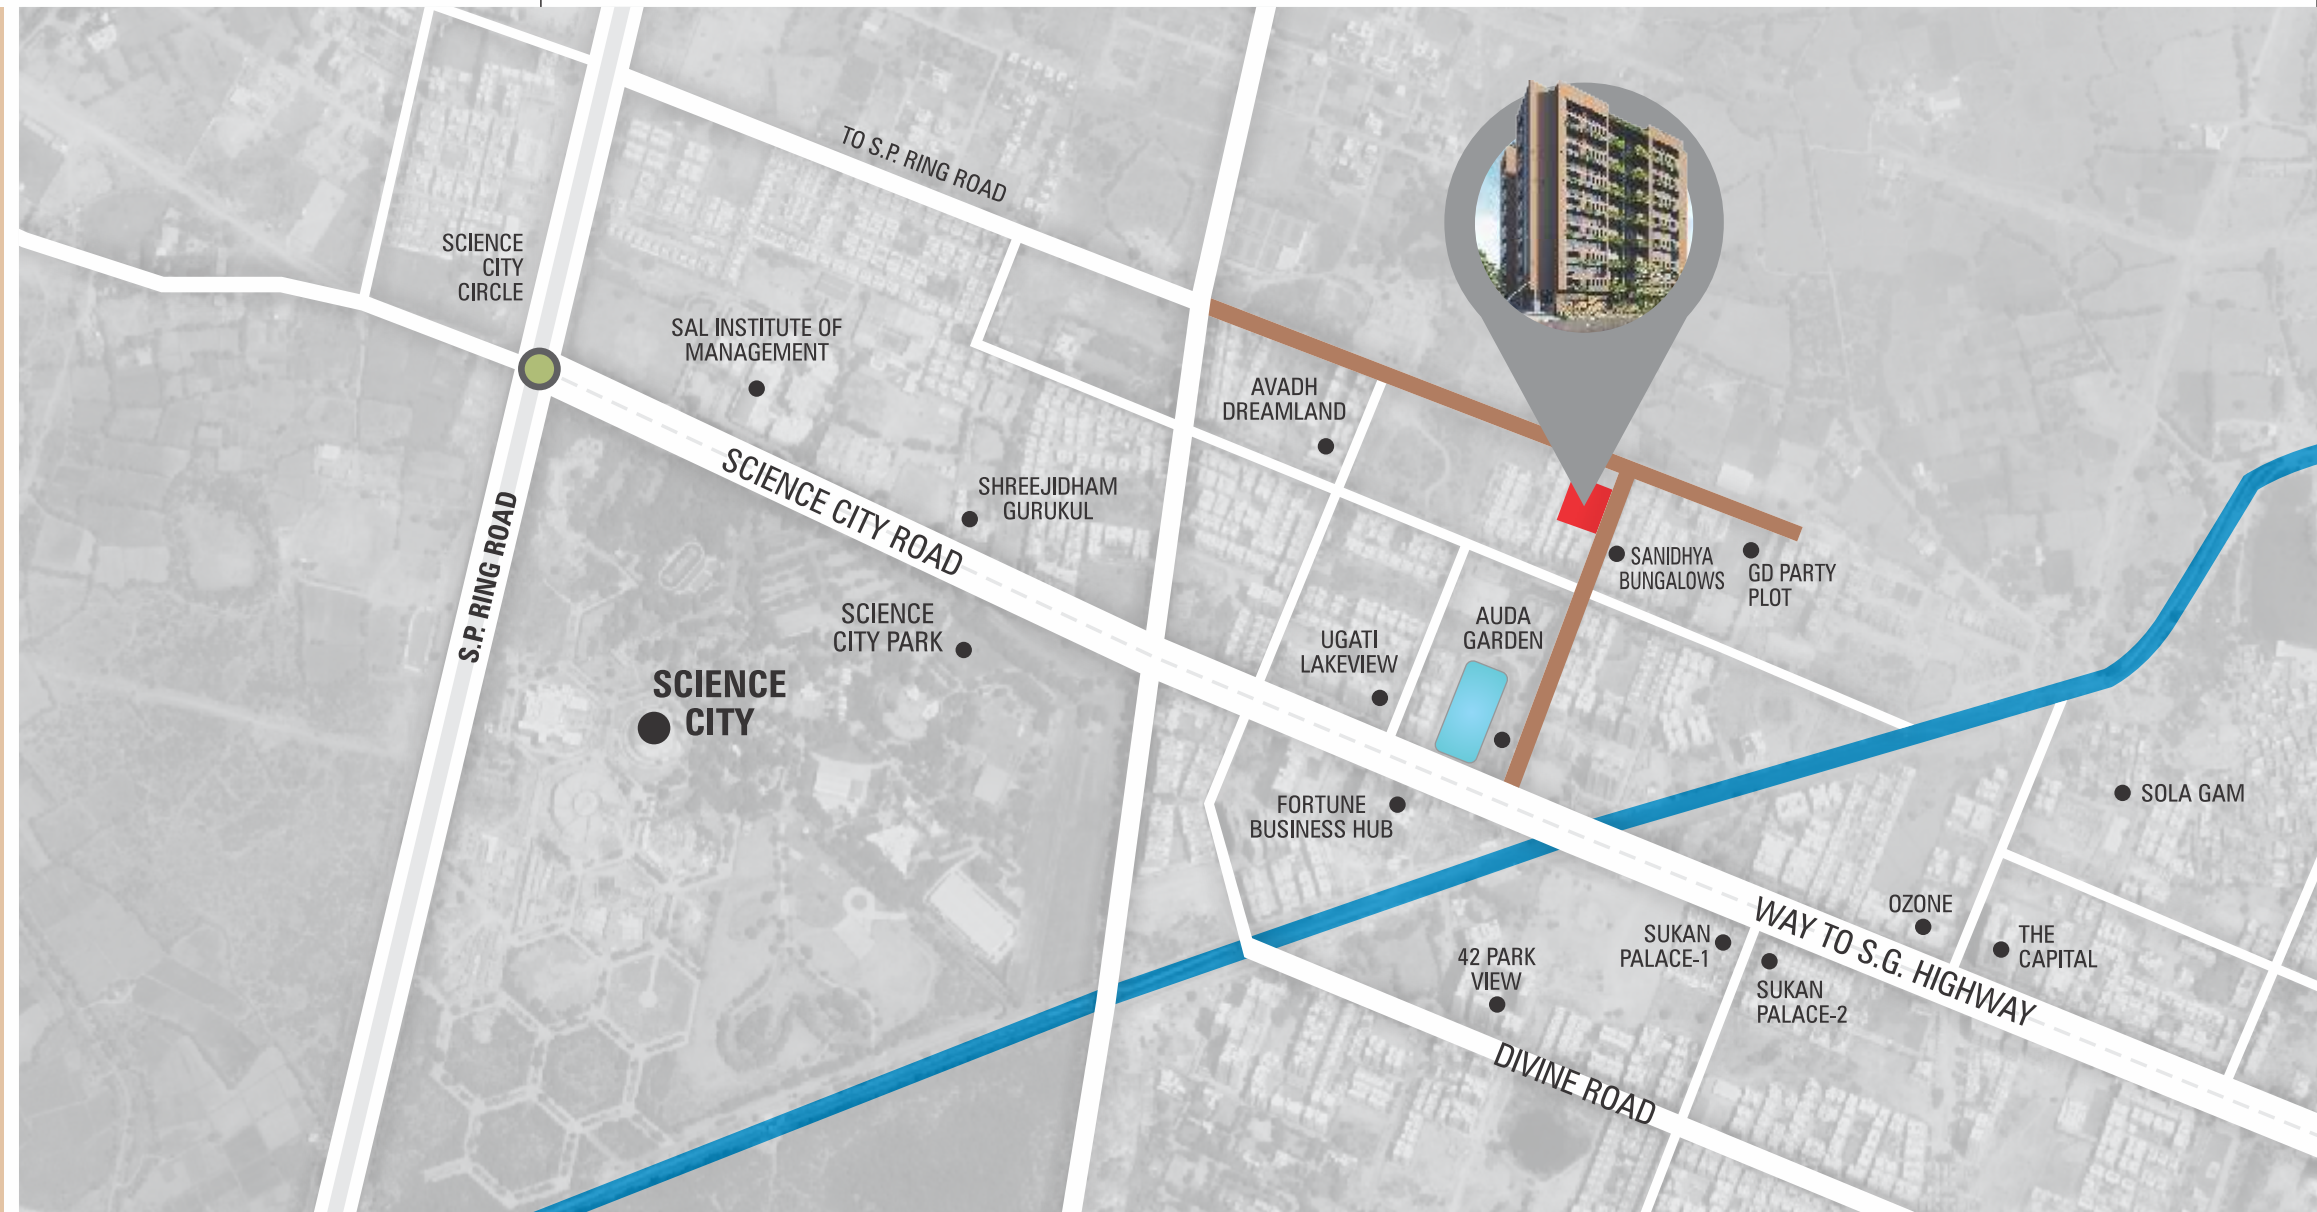 TO S.P. RING ROAD
SCIENCE
CITY
CIRCLE
SAL INSTITUTE OF
MANAGEMENT
AVADH
DREAMLAND
SCIENCE CITY ROAD
SHREEJIDHAM
GURUKUL
S.P. RING ROAD
SANIDHYA
BUNGALOWS
GD PARTY
PLOT
SCIENCE
CITY PARK
AUDA
GARDEN
UGATI
LAKEVIEW
SCIENCE
CITY
FORTUNE
BUSINESS HUB
SOLA GAM
WAY TO S.G. HIGHWAY
OZONE
THE
CAPITAL
SUKAN
PALACE-1
42 PARK
VIEW
SUKAN
PALACE-2
DIVINE ROAD